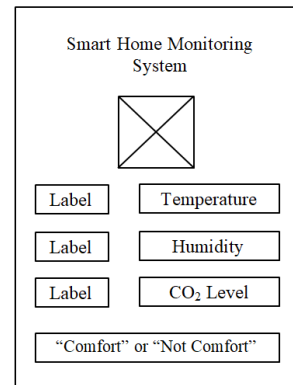 Smart Home Monitoring
System
Label Temperature
Label Humidity
Label CO₂ Level
“Comfort” or “Not Comfort”